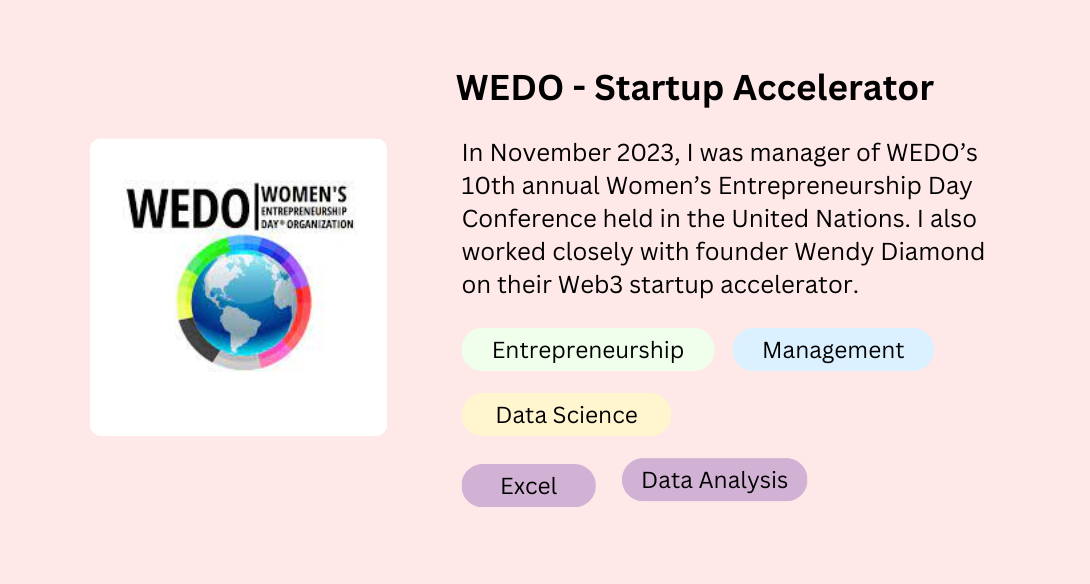 WEDO - Startup Accelerator
WEDO
WOMEN'S
ENTREPRENEURSHIP
DAY® ORGANIZATION
In November 2023, I was manager of WEDO’s
10th annual Women’s Entrepreneurship Day
Conference held in the United Nations. I also
worked closely with founder Wendy Diamond
on their Web3 startup accelerator.
Entrepreneurship
Management
Data Science
Excel
Data Analysis